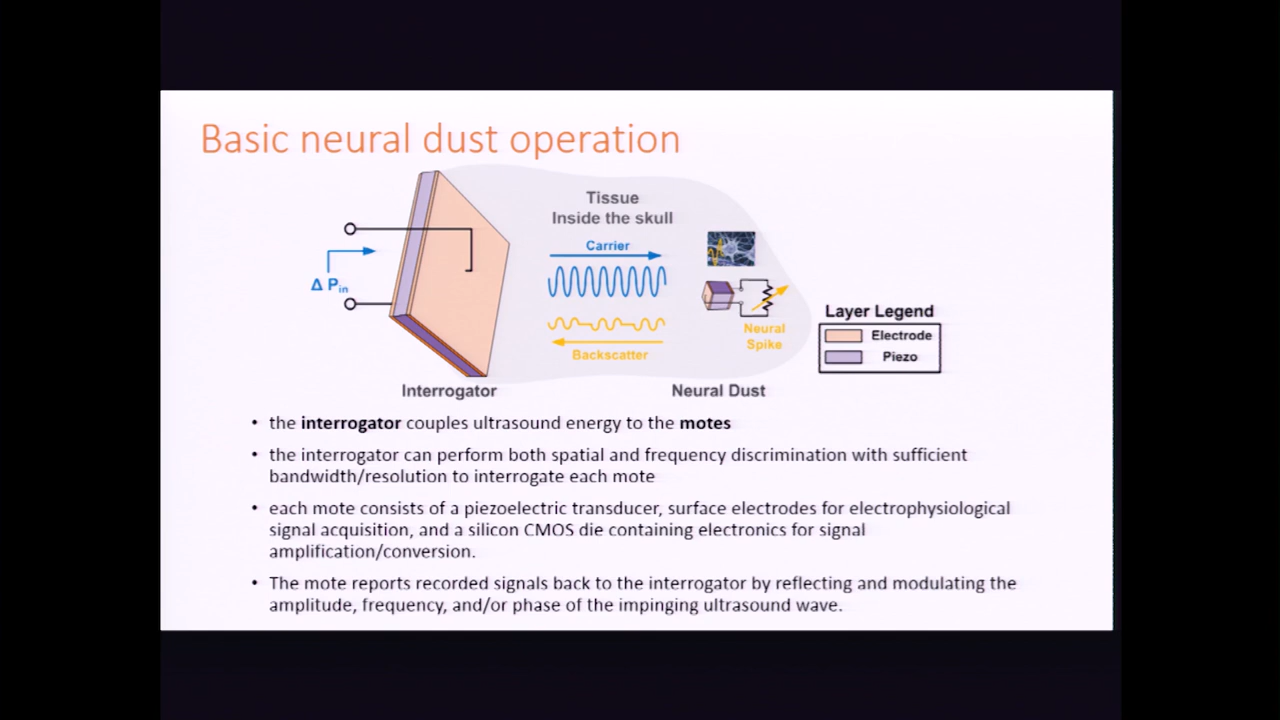 Basic neural dust operation
Tissue
Inside the skull
Carrier
Δ Pin
Neural
Spike
Backscatter
Layer Legend
Electrode
Piezo
Interrogator
Neural Dust
• the interrogator couples ultrasound energy to the motes
• the interrogator can perform both spatial and frequency discrimination with sufficient
bandwidth/resolution to interrogate each mote
• each mote consists of a piezoelectric transducer, surface electrodes for electrophysiological
signal acquisition, and a silicon CMOS die containing electronics for signal
amplification/conversion.
• The mote reports recorded signals back to the interrogator by reflecting and modulating the
amplitude, frequency, and/or phase of the impinging ultrasound wave.